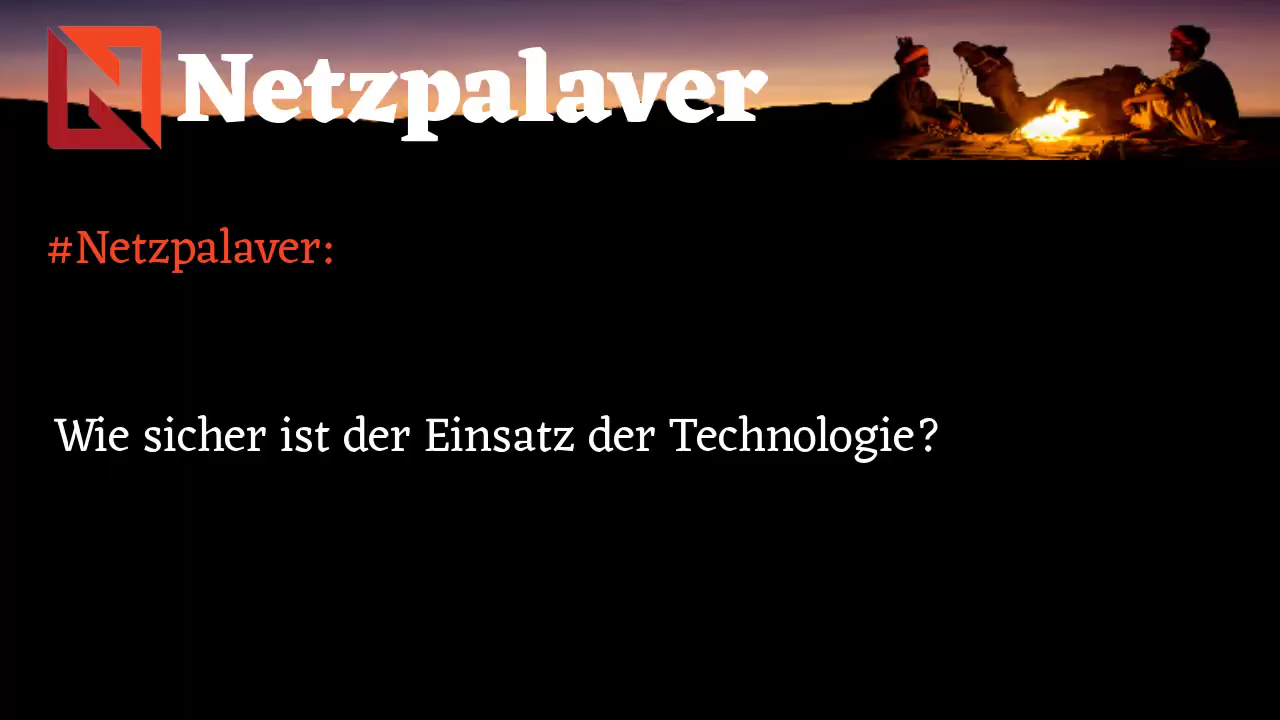 Netzpalaver
#Netzpalaver:
Wie sicher ist der Einsatz der Technologie?